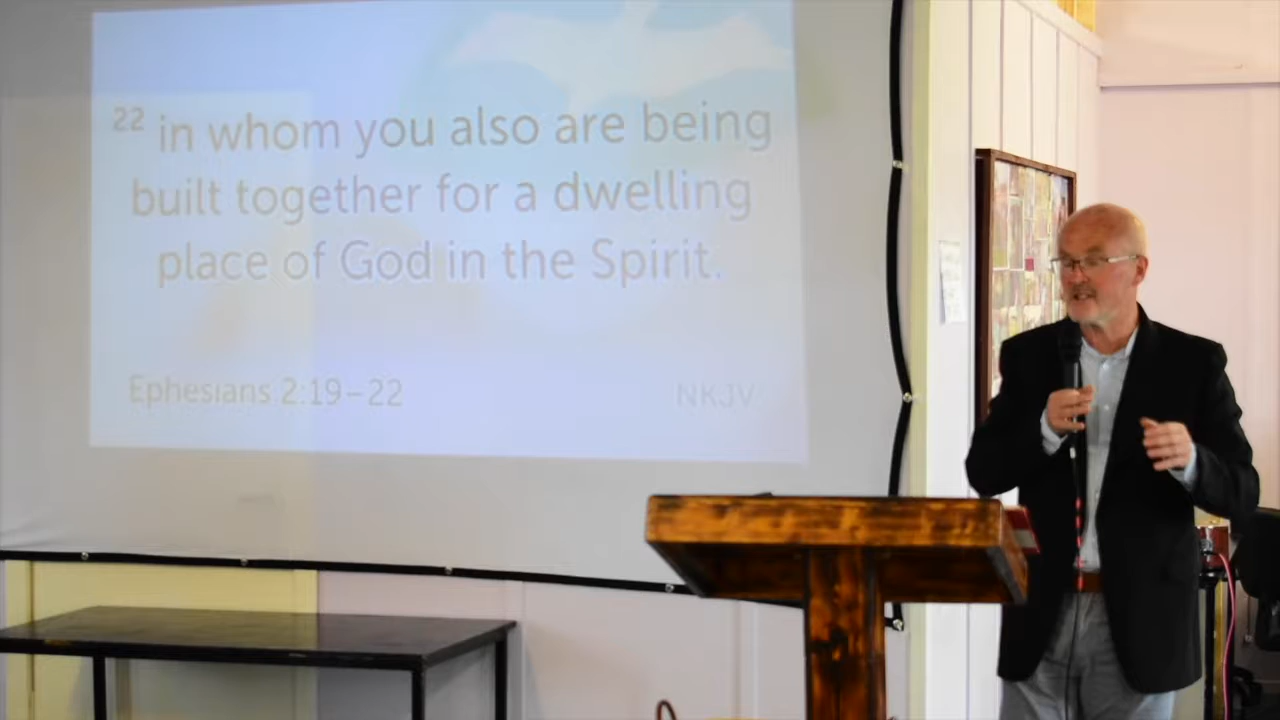 22 in whom you also are being
built together for a dwelling
place of God in the Spirit.
Ephesians 2:19–22 NKJV